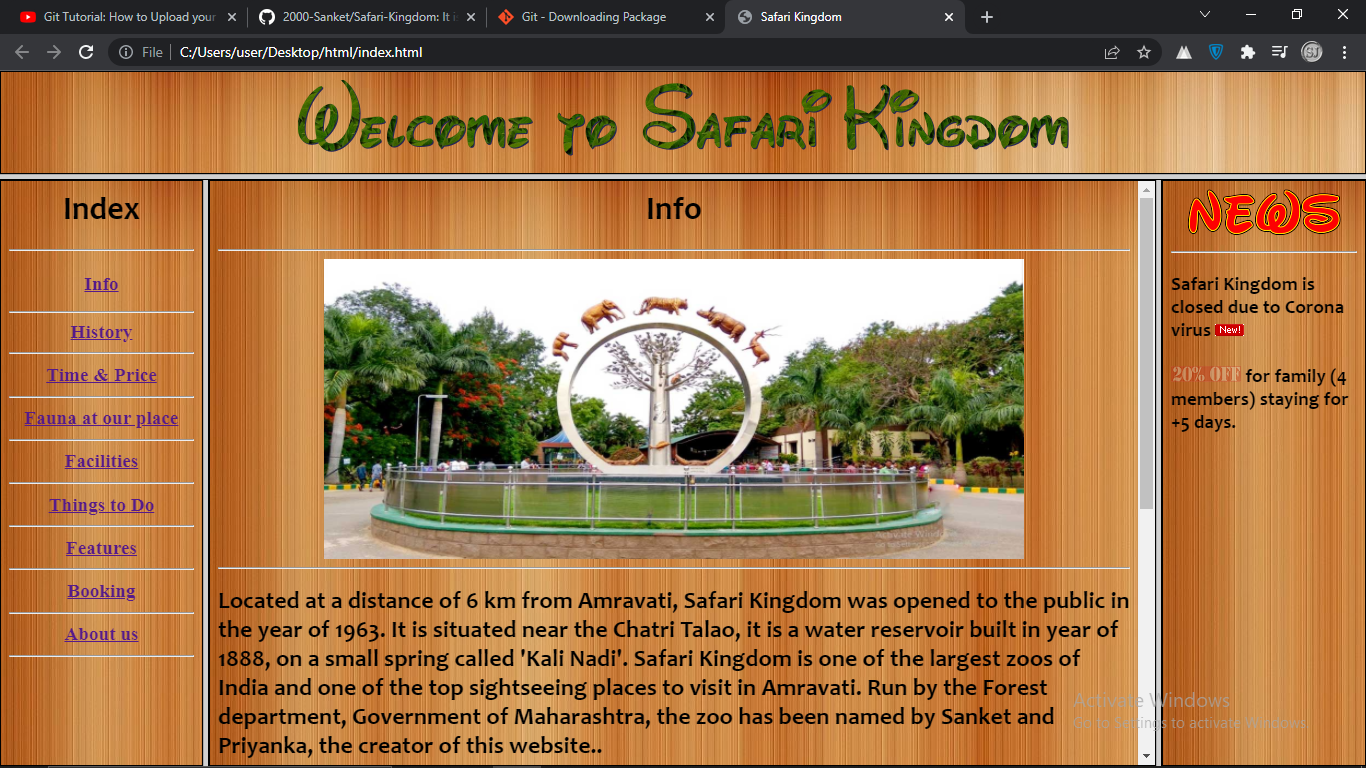 Git Tutorial: How to Upload your
2000-Sanket/Safari-Kingdom: It is
Git - Downloading Package
Safari Kingdom
File
C:/Users/user/Desktop/html/index.html
SJ
Welcome to Safari Kingdom
Index
Info
History
Time & Price
Fauna at our place
Facilities
Things to Do
Features
Booking
About us
Info
Located at a distance of 6 km from Amravati, Safari Kingdom was opened to the public in
the year of 1963. It is situated near the Chatri Talao, it is a water reservoir built in year of
1888, on a small spring called 'Kali Nadi'. Safari Kingdom is one of the largest zoos of
India and one of the top sightseeing places to visit in Amravati. Run by the Forest
department, Government of Maharashtra, the zoo has been named by Sanket and
Priyanka, the creator of this website..
NEWS
Safari Kingdom is
closed due to Corona
virus New!
20% OFF for family (4
members) staying for
+5 days.
Activate Windows
Go to Settings to activate Windows.